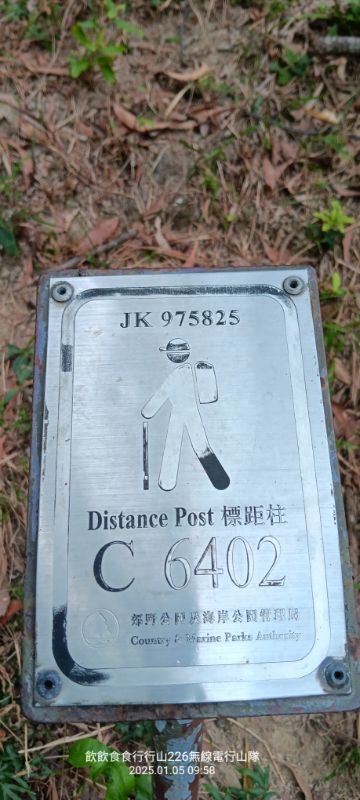 JK 975825
Distance Post 標距柱
C 6402
郊野公園及海岸公園管理局
Country & Marine Parks Authority
飲飲食食行行山226無線電行山隊
2025.01.05 09:58